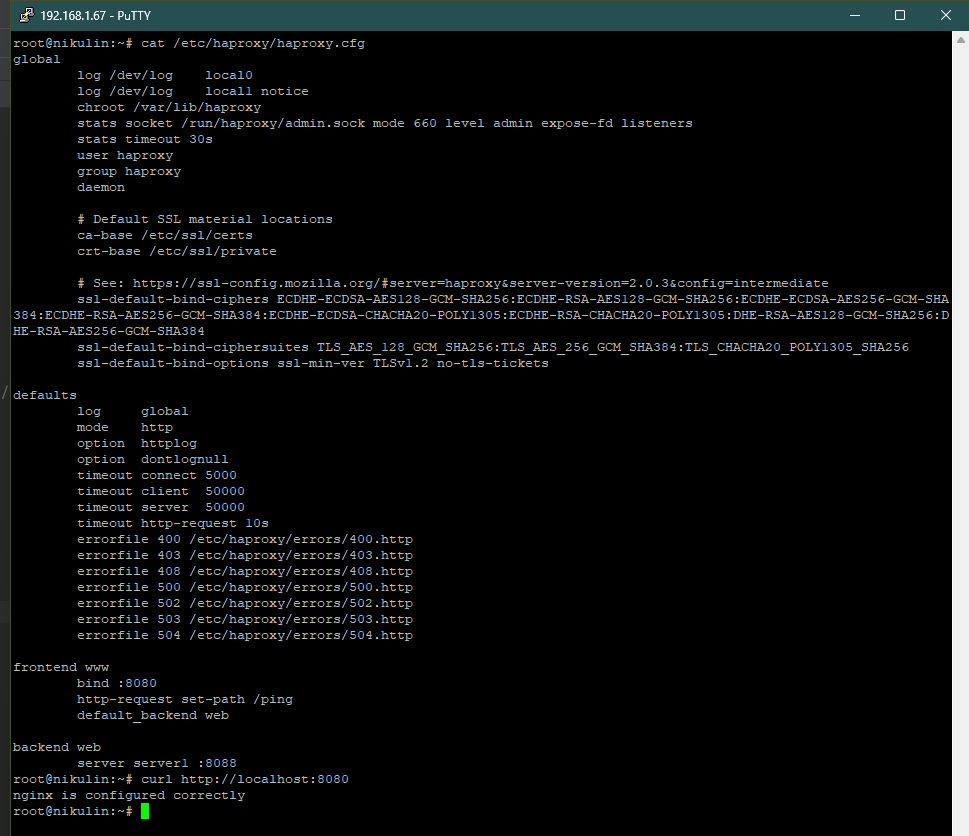 192.168.1.67 - PuTTY
root@nikulin:~# cat /etc/haproxy/haproxy.cfg
global
        log /dev/log    local0
        log /dev/log    local1 notice
        chroot /var/lib/haproxy
        stats socket /run/haproxy/admin.sock mode 660 level admin expose-fd listeners
        stats timeout 30s
        user haproxy
        group haproxy
        daemon

        # Default SSL material locations
        ca-base /etc/ssl/certs
        crt-base /etc/ssl/private

        # See: https://ssl-config.mozilla.org/#server=haproxy&server-version=2.0.3&config=intermediate
        ssl-default-bind-ciphers ECDHE-ECDSA-AES128-GCM-SHA256:ECDHE-RSA-AES128-GCM-SHA256:ECDHE-ECDSA-AES256-GCM-SHA
384:ECDHE-RSA-AES256-GCM-SHA384:ECDHE-ECDSA-CHACHA20-POLY1305:ECDHE-RSA-CHACHA20-POLY1305:DHE-RSA-AES128-GCM-SHA256:D
HE-RSA-AES256-GCM-SHA384
        ssl-default-bind-ciphersuites TLS_AES_128_GCM_SHA256:TLS_AES_256_GCM_SHA384:TLS_CHACHA20_POLY1305_SHA256
        ssl-default-bind-options ssl-min-ver TLSv1.2 no-tls-tickets

defaults
        log     global
        mode    http
        option  httplog
        option  dontlognull
        timeout connect 5000
        timeout client  50000
        timeout server  50000
        timeout http-request 10s
        errorfile 400 /etc/haproxy/errors/400.http
        errorfile 403 /etc/haproxy/errors/403.http
        errorfile 408 /etc/haproxy/errors/408.http
        errorfile 500 /etc/haproxy/errors/500.http
        errorfile 502 /etc/haproxy/errors/502.http
        errorfile 503 /etc/haproxy/errors/503.http
        errorfile 504 /etc/haproxy/errors/504.http

frontend www
        bind :8080
        http-request set-path /ping
        default_backend web

backend web
        server server1 :8088
root@nikulin:~# curl http://localhost:8080
nginx is configured correctly
root@nikulin:~#